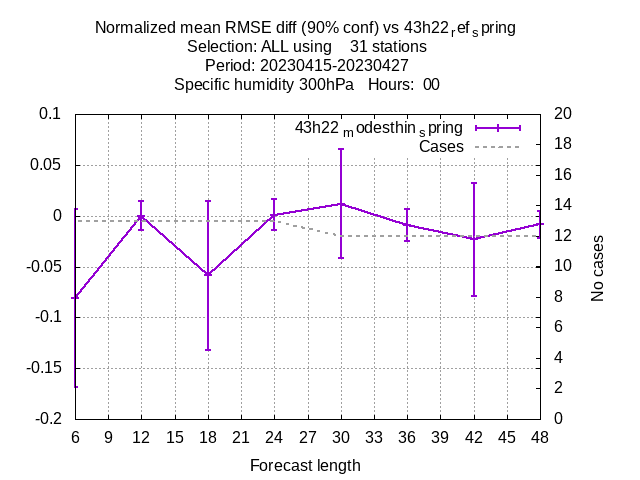 Normalized mean RMSE diff (90% conf) vs 43h22refspring
Selection: ALL using 31 stations
Period: 20230415-20230427
Specific humidity 300hPa Hours: 00
43h22modesthinspring
Cases
0.1
0.05
0
-0.05
-0.1
-0.15
-0.2
20
18
16
14
12
10
8
6
4
2
0
No cases
6 9 12 15 18 21 24 27 30 33 36 39 42 45 48
Forecast length